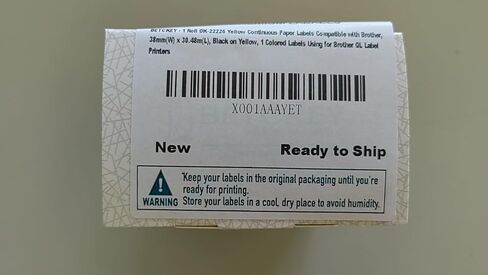 BETCKEY - 1 Roll DK-22226 Yellow Continuous Paper Labels Compatible with Brother,
38mm(W) x 30.48m(L), Black on Yellow, 1 Colored Labels Using for Brother QL Label
Printers
X001AAAYET
New
Ready to Ship
WARNING
"Keep your labels in the original packaging until you're
ready for printing.
Store your labels in a cool, dry place to avoid humidity.